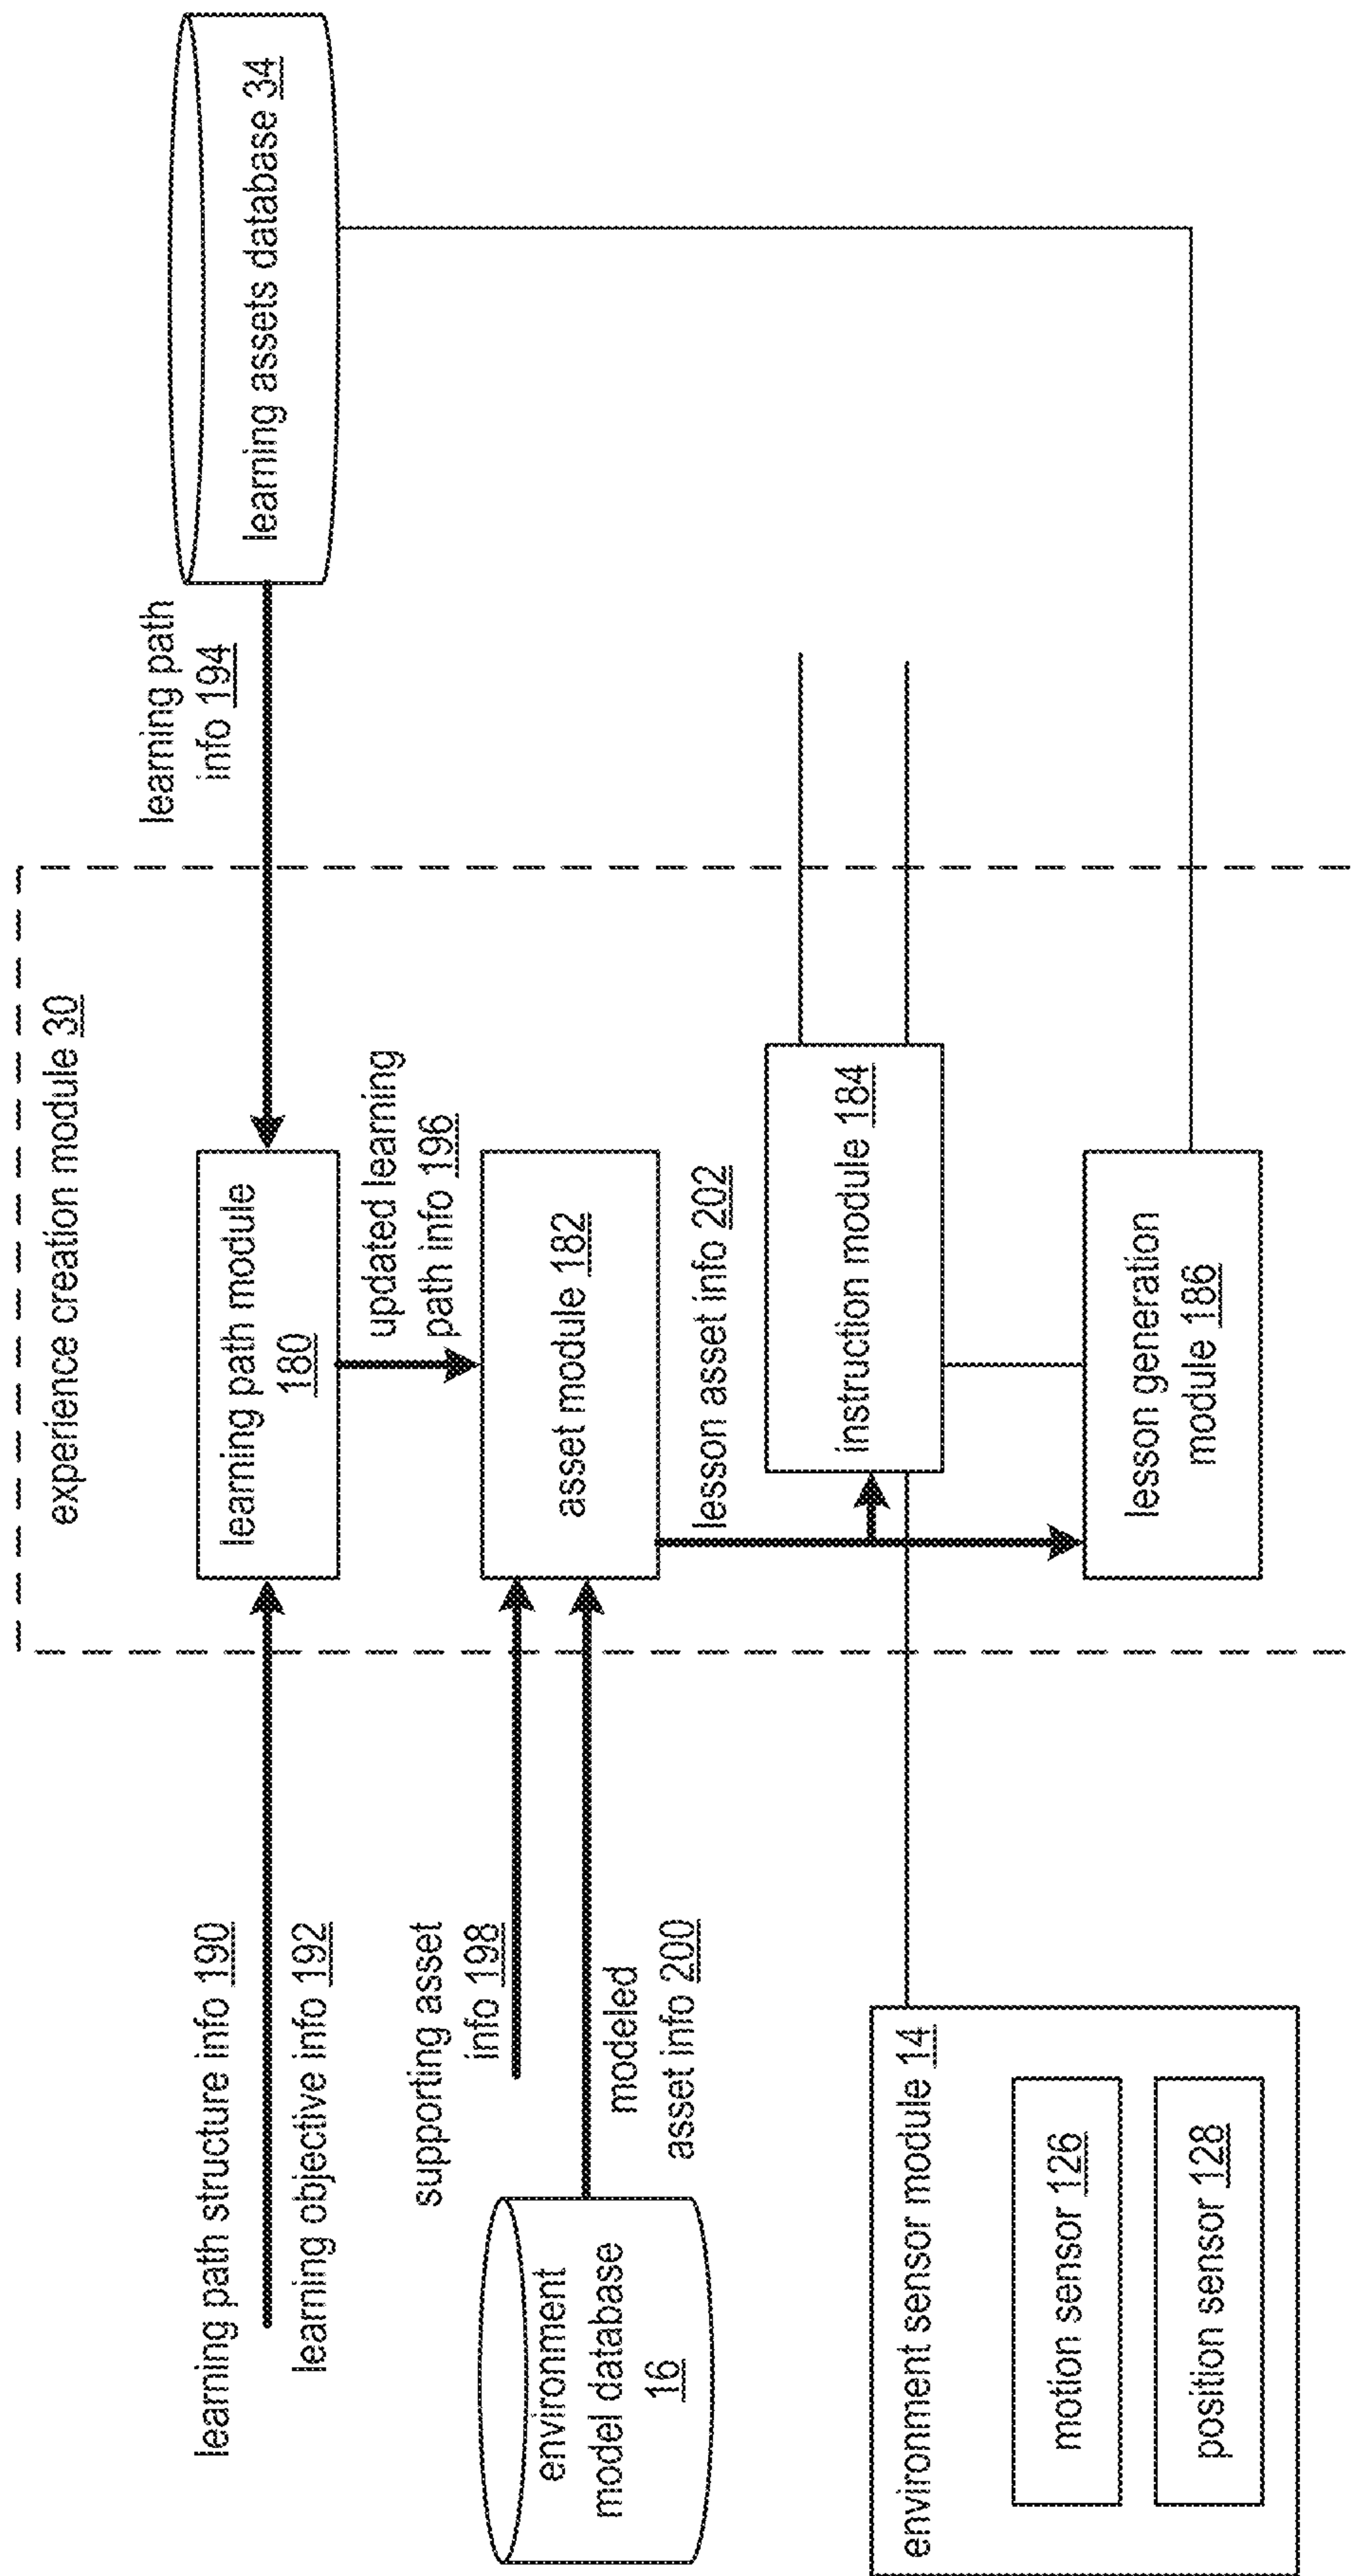 experience creation module 30
learning path structure info 190
learning objective info 192
learning path module
180
learning path
info 194
learning assets database 34
updated learning
path info 196
supporting asset
info 198
environment
model database
16
modeled
asset info 200
asset module 182
lesson asset info 202
instruction module 184
environment sensor module 14
motion sensor 126
position sensor 128
lesson generation
module 186